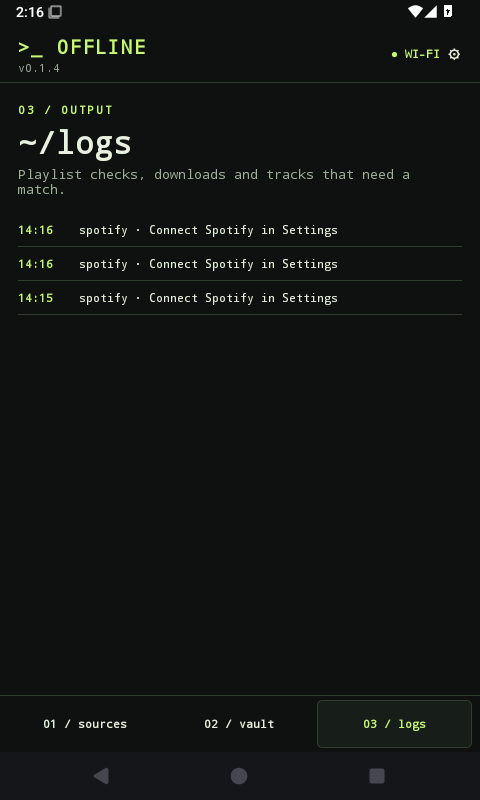 2:16
>_ OFFLINE
v0.1.4
WI-FI
03 / OUTPUT
~/logs
Playlist checks, downloads and tracks that need a
match.
14:16 spotify · Connect Spotify in Settings
14:16 spotify · Connect Spotify in Settings
14:15 spotify · Connect Spotify in Settings
01 / sources 02 / vault 03 / logs